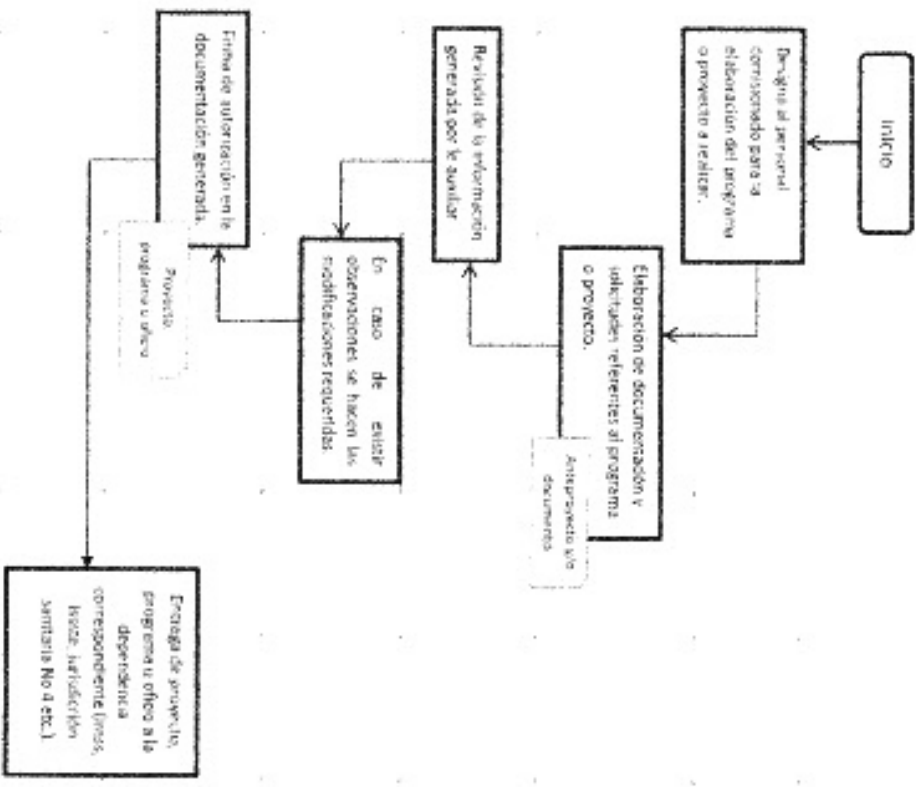 Inicio
Designa al personal
comisionado para la
elaboración del programa
o proyecto a realizar.
Elaboración de documentación y
solicitudes referentes al programa
o proyecto.
Anteproyecto y/o
documento
Revisión de la información
generada por le auxiliar
En caso de existir
observaciones se hacen las
modificaciones requeridas.
Firma de autorización en la
documentación generada.
Proyecto,
programa u oficio
Entrega de proyecto,
programa u oficio a la
dependencia
correspondiente
jurisdicción
sanitaria No 4 etc.)